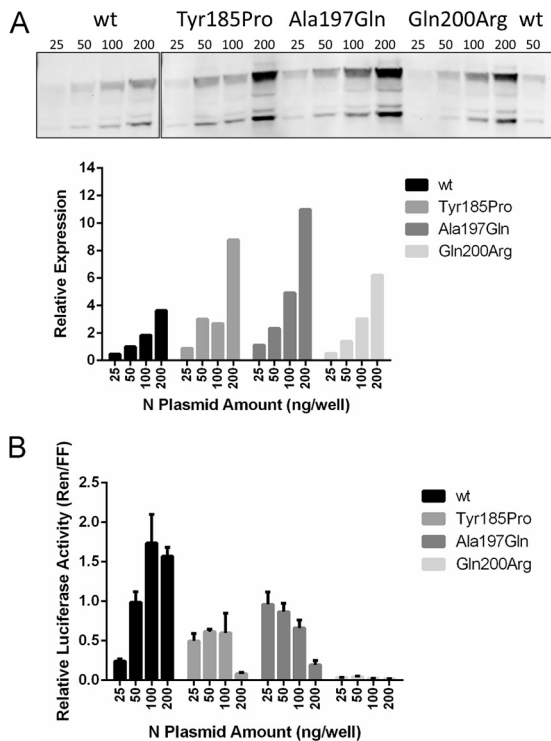 A
wt Tyr185Pro Ala197Gln Gln200Arg wt
25 50 100 200 25 50 100 200 25 50 100 200 25 50 100 200 50
14
12
10
8
6
4
2
0
Relative Expression
25 50 100 200 25 50 100 200 25 50 100 200 25 50 100 200
N Plasmid Amount (ng/well)
wt
Tyr185Pro
Ala197Gln
Gln200Arg
B
2.5
2.0
1.5
1.0
0.5
0.0
Relative Luciferase Activity (Ren/FF)
25 50 100 200 25 50 100 200 25 50 100 200 25 50 100 200
N Plasmid Amount (ng/well)
wt
Tyr185Pro
Ala197Gln
Gln200Arg